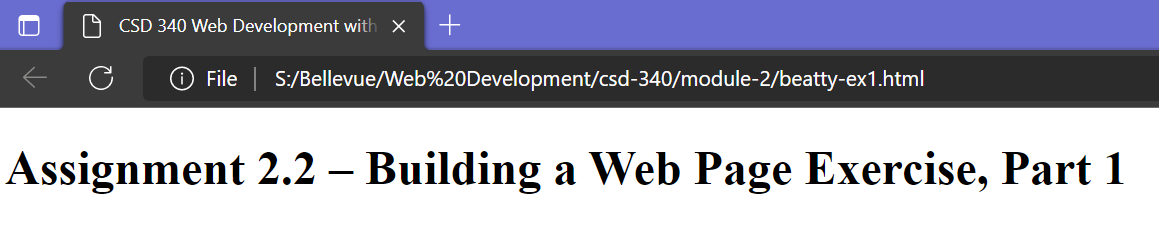 CSD 340 Web Development with
File S:/Bellevue/Web%20Development/csd-340/module-2/beatty-ex1.html
Assignment 2.2 – Building a Web Page Exercise, Part 1